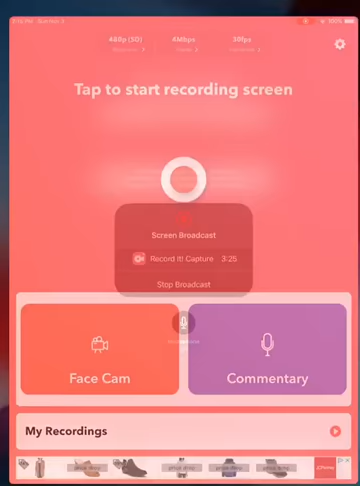 480p (SD) 4Mbps 30fps
Tap to start recording screen
Screen Broadcast
Record It! Capture 3:25
Stop Broadcast
Face Cam
Commentary
My Recordings